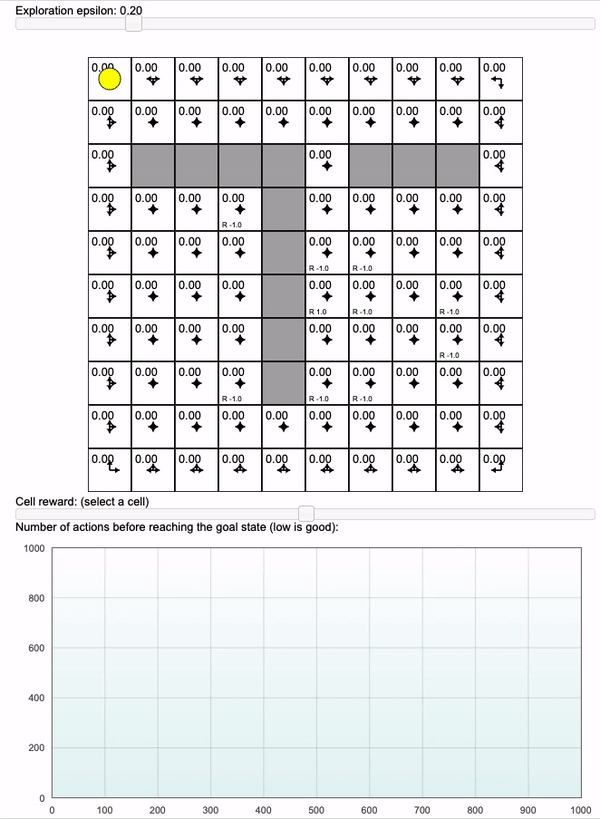 Exploration epsilon: 0.20
0.00 0.00 0.00 0.00 0.00 0.00 0.00 0.00 0.00 0.00
0.00 0.00 0.00 0.00 0.00 0.00 0.00 0.00 0.00 0.00
0.00 0.00 0.00
0.00 0.00 0.00 0.00 0.00 0.00 0.00 0.00 0.00
R -1.0
0.00 0.00 0.00 0.00 0.00 0.00 0.00 0.00 0.00
R -1.0 R -1.0
0.00 0.00 0.00 0.00 0.00 0.00 0.00 0.00 0.00
R 1.0 R -1.0 R -1.0
0.00 0.00 0.00 0.00 0.00 0.00 0.00 0.00 0.00
R -1.0
0.00 0.00 0.00 0.00 0.00 0.00 0.00 0.00 0.00
R -1.0 R -1.0 R -1.0
0.00 0.00 0.00 0.00 0.00 0.00 0.00 0.00 0.00 0.00
0.00 0.00 0.00 0.00 0.00 0.00 0.00 0.00 0.00 0.00
Cell reward: (select a cell)
Number of actions before reaching the goal state (low is good):
1000
800
600
400
200
0
0 100 200 300 400 500 600 700 800 900 1000